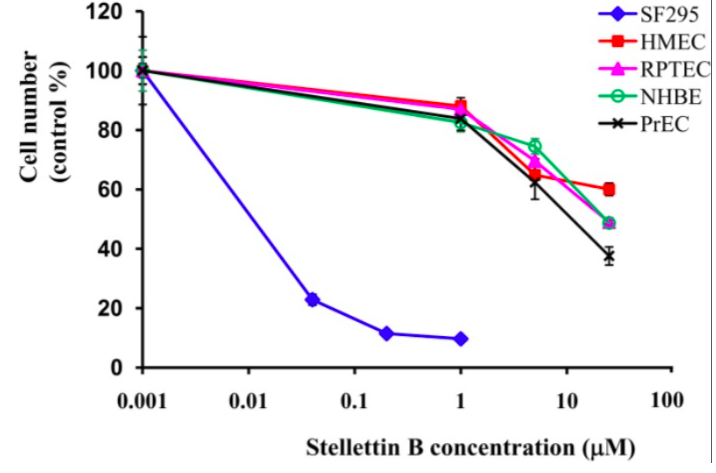 120
100
80
60
40
20
0
Cell number
(control %)
0.001 0.01 0.1 1 10 100
Stellettin B concentration (μM)
SF295
HMEC
RPTEC
NHBE
PrEC